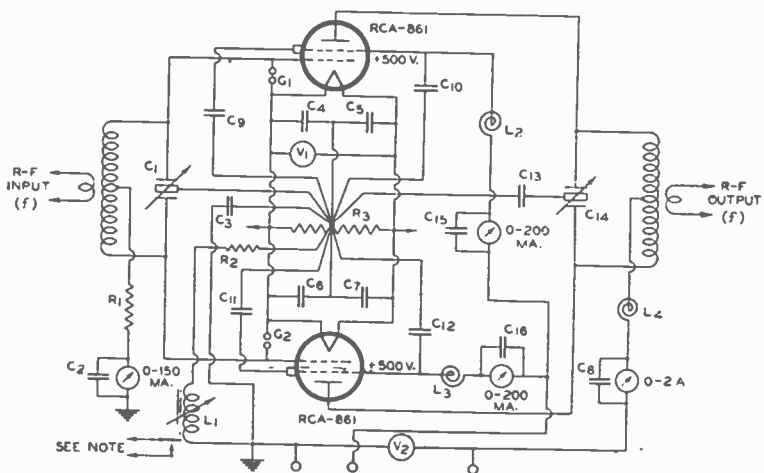 RCA-861
+500 V.
G1
C9
C4
C5
C10
L2
V1
R-F
INPUT
(f)
C1
C3
R3
C13
C14
R-F
OUTPUT
(f)
C15
0-200
MA.
R2
C11
C6
C7
R1
C12
L4
G2
C16
+500 V.
C2
0-150
MA.
L3
0-200
MA.
C8
0-2 A
L1
RCA-861
SEE NOTE
V2